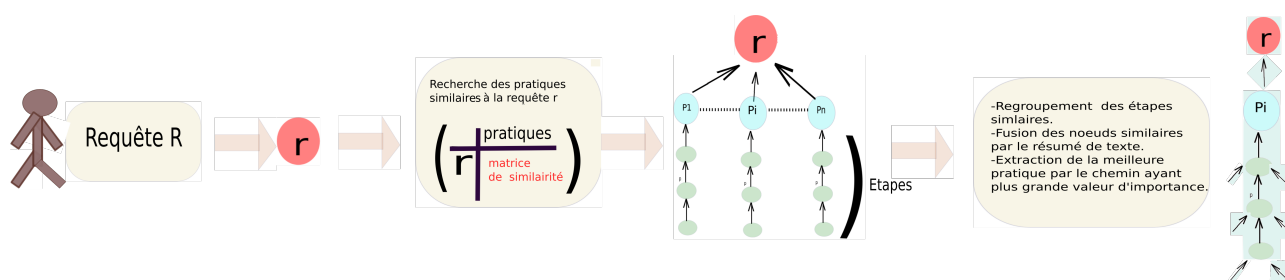 Requête R
r
Recherche des pratiques
similaires à la requête r
pratiques
r
matrice
de similairité
r
P1
Pi
Pn
p
p
p
Etapes
-Regroupement des étapes
simlaires.
-Fusion des noeuds similaires
par le résumé de texte.
-Extraction de la meilleure
pratique par le chemin ayant
plus grande valeur d'importance.
r
Pi
p